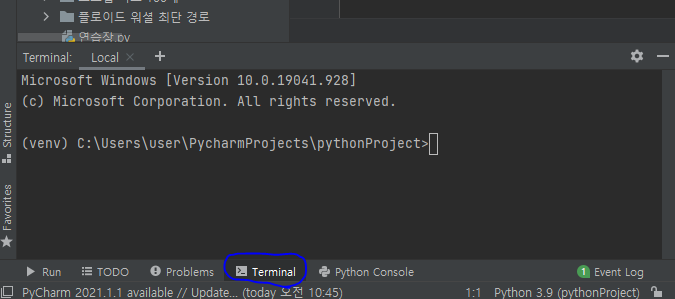 플로이드 워셜 최단 경로
연습장.py
Terminal: Local × +
Microsoft Windows [Version 10.0.19041.928]
(c) Microsoft Corporation. All rights reserved.
(venv) C:\Users\user\PycharmProjects\pythonProject>
Structure
Favorites
Run TODO Problems Terminal Python Console 1 Event Log
PyCharm 2021.1.1 available // Update... (today 오전 10:45) 1:1 Python 3.9 (pythonProject)